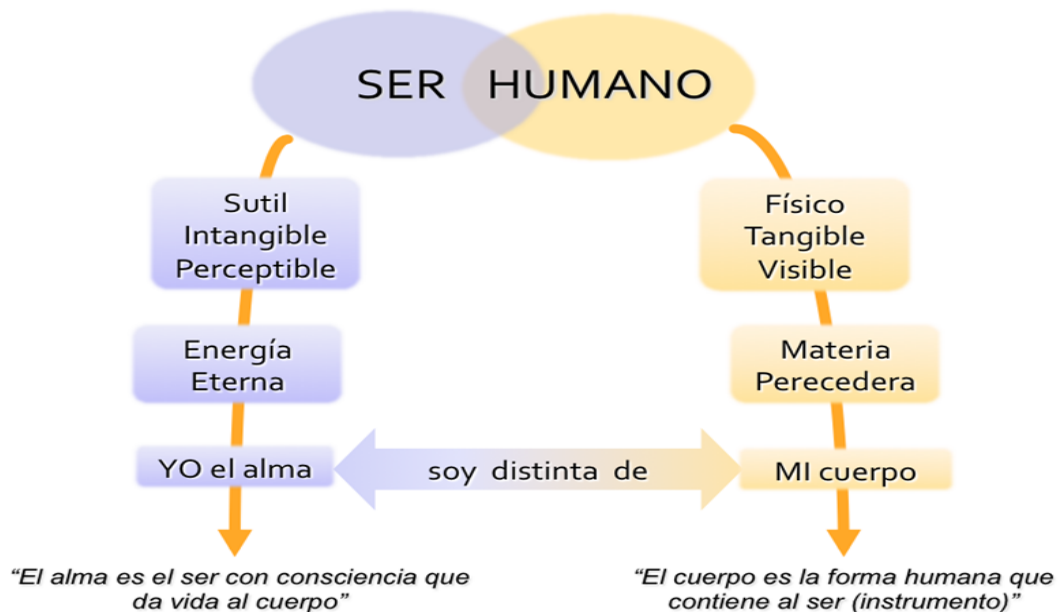 SER HUMANO
Sutil
Intangible
Perceptible
Energía
Eterna
YO el alma
"El alma es el ser con consciencia que
da vida al cuerpo"
soy distinta de
Físico
Tangible
Visible
Materia
Perecedera
MI cuerpo
"El cuerpo es la forma humana que
contiene al ser (instrumento)"